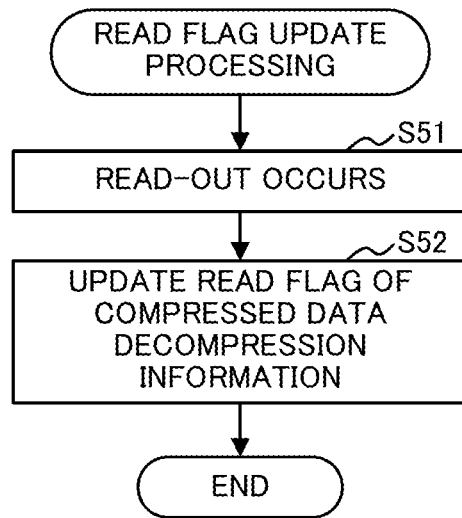 READ FLAG UPDATE
PROCESSING
S51
READ-OUT OCCURS
S52
UPDATE READ FLAG OF
COMPRESSED DATA
DECOMPRESSION
INFORMATION
END